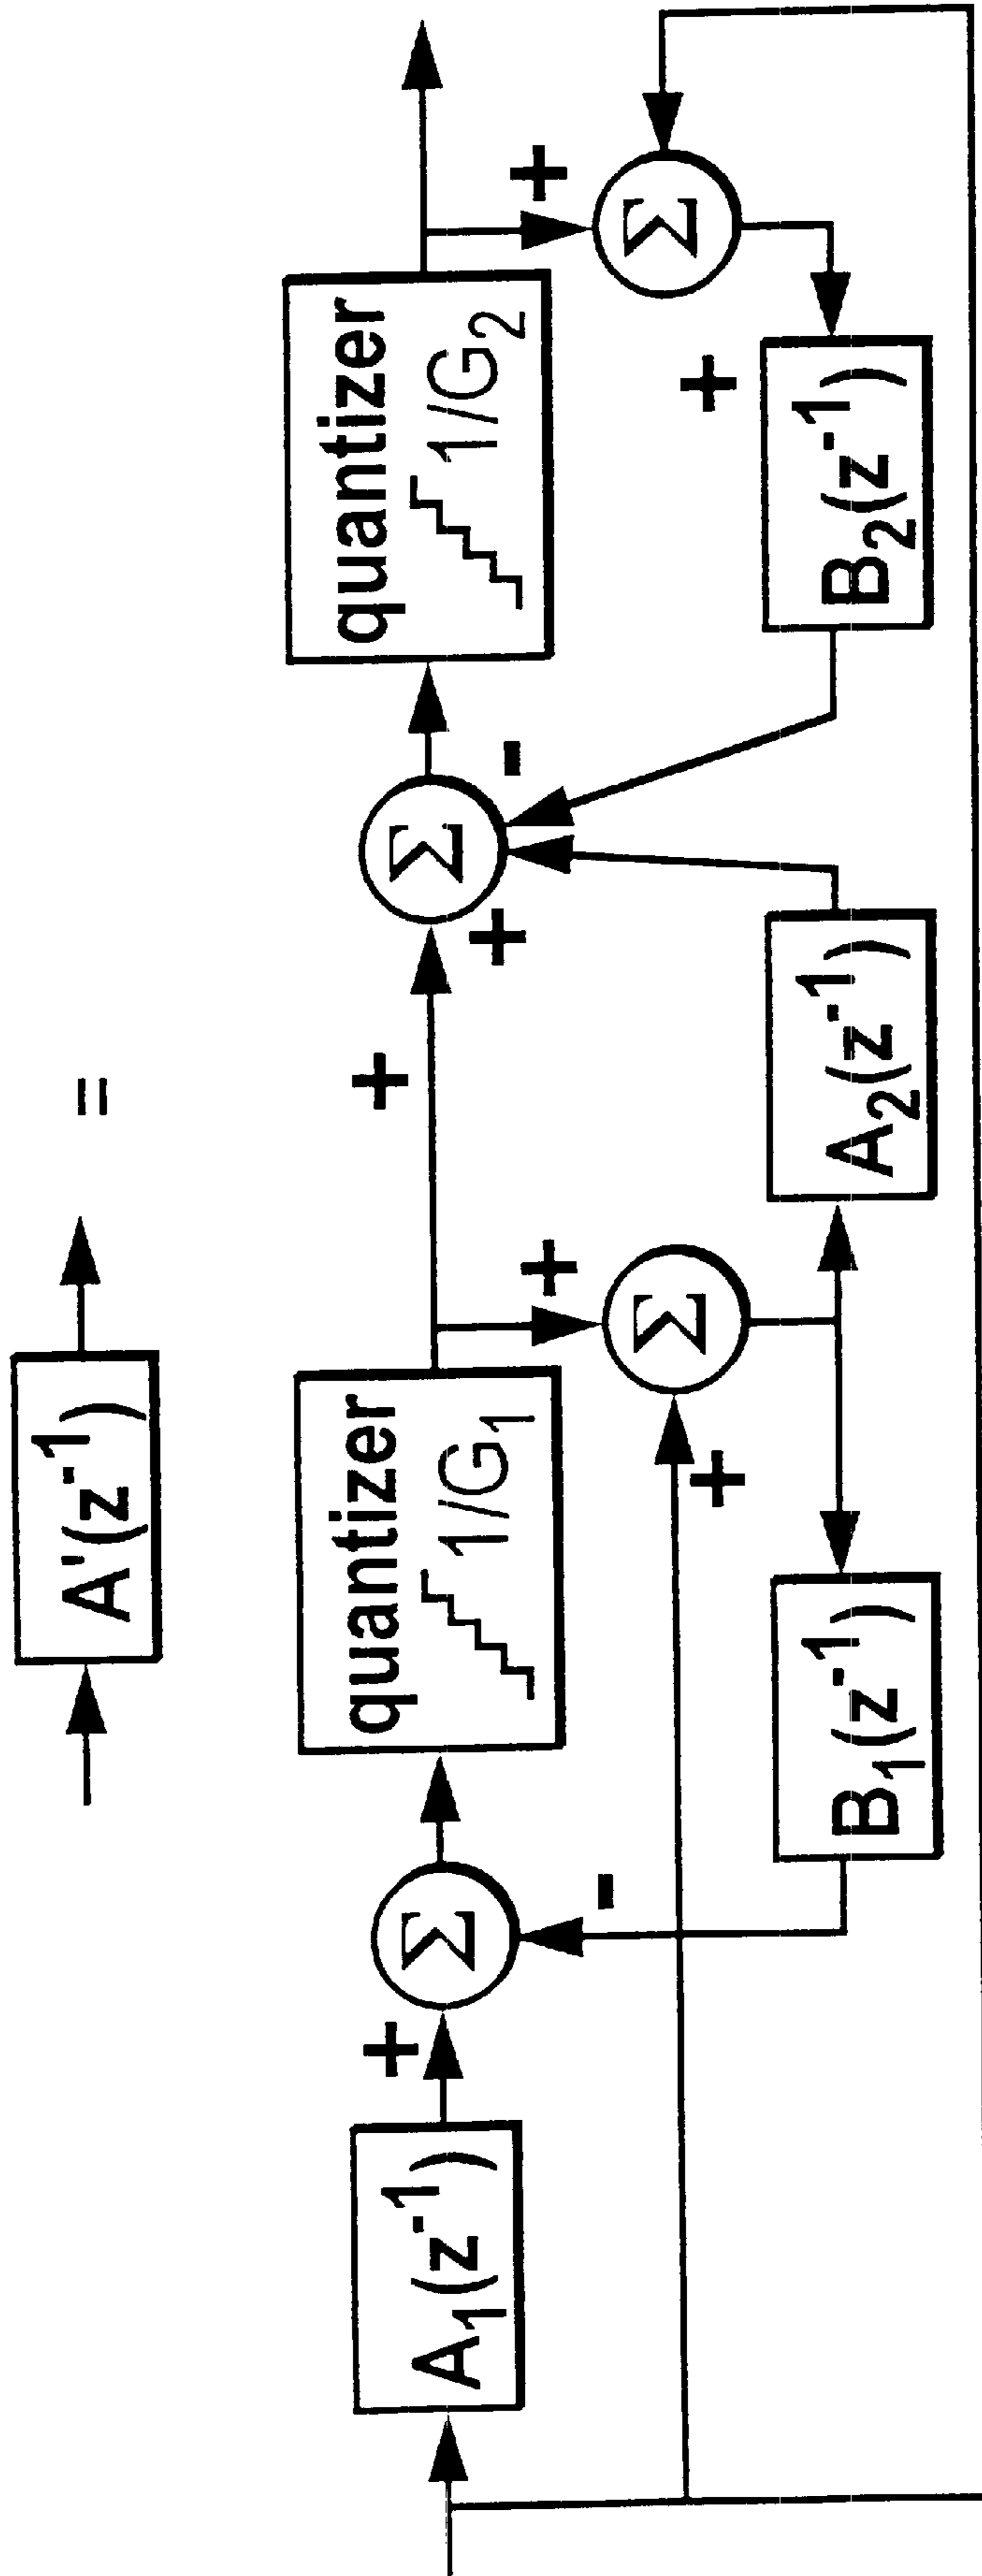 A'(z⁻¹) =
A₁(z⁻¹)
+
Σ
-
quantizer
1/G₁
+
+
Σ
+
B₁(z⁻¹)
A₂(z⁻¹)
+
Σ
-
quantizer
1/G₂
+
Σ
+
B₂(z⁻¹)